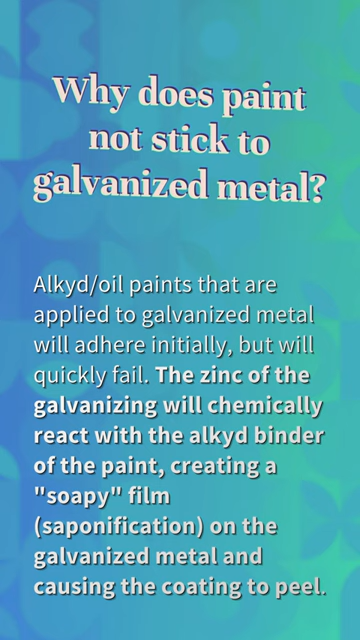 Why does paint
not stick to
galvanized metal?
Alkyd/oil paints that are
applied to galvanized metal
will adhere initially, but will
quickly fail. The zinc of the
galvanizing will chemically
react with the alkyd binder
of the paint, creating a
"soapy" film
(saponification) on the
galvanized metal and
causing the coating to peel.